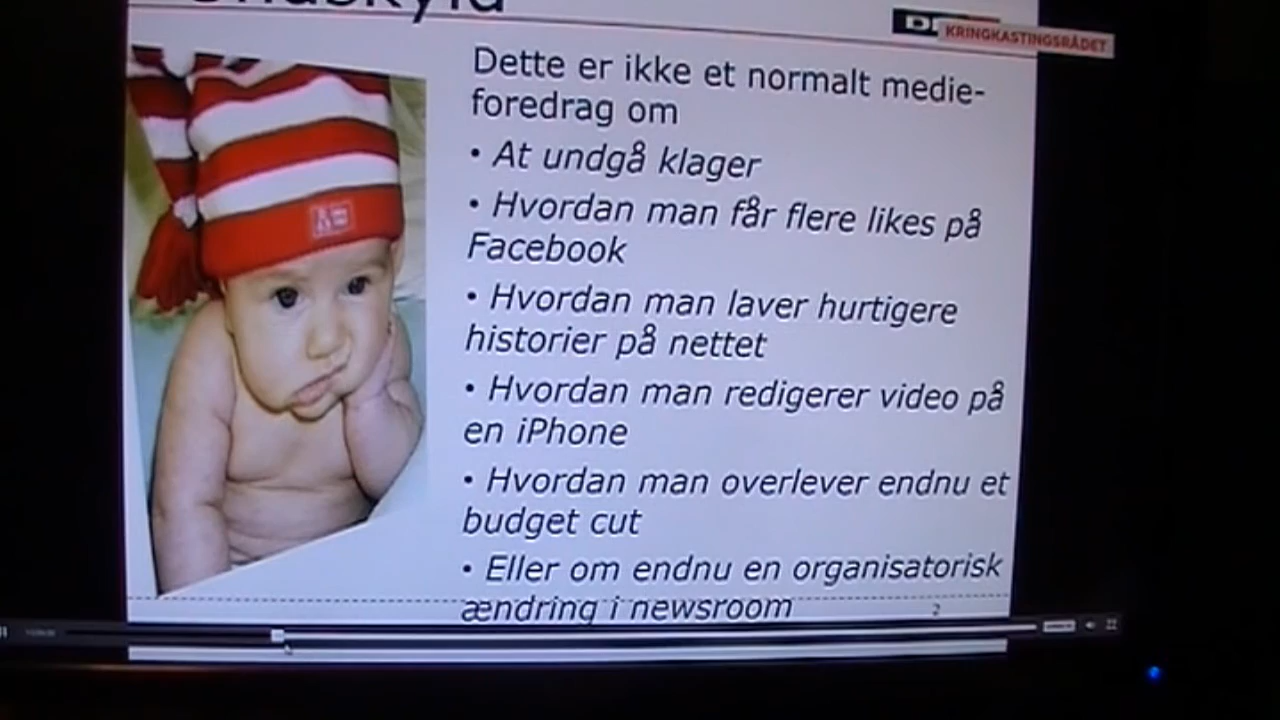 KRINGKASTINGSRÅDET
Dette er ikke et normalt medie-
foredrag om
• At undgå klager
• Hvordan man får flere likes på
Facebook
• Hvordan man laver hurtigere
historier på nettet
• Hvordan man redigerer video på
en iPhone
• Hvordan man overlever endnu et
budget cut
• Eller om endnu en organisatorisk
ændring i newsroom
2